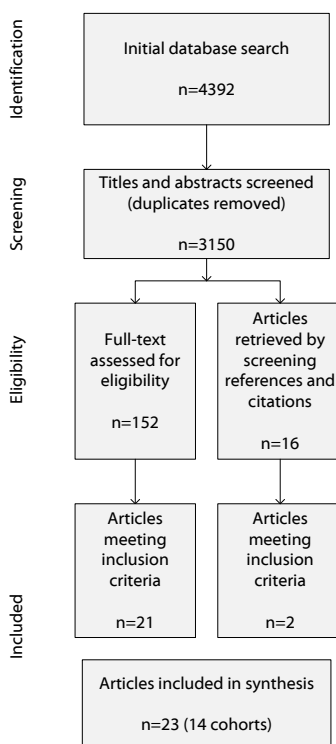 Identification
Initial database search
n=4392
Screening
Titles and abstracts screened
(duplicates removed)
n=3150
Eligibility
Full-text
assessed for
eligibility
n=152
Articles
retrieved by
screening
references and
citations
n=16
Included
Articles
meeting
inclusion
criteria
n=21
Articles
meeting
inclusion
criteria
n=2
Articles included in synthesis
n=23 (14 cohorts)